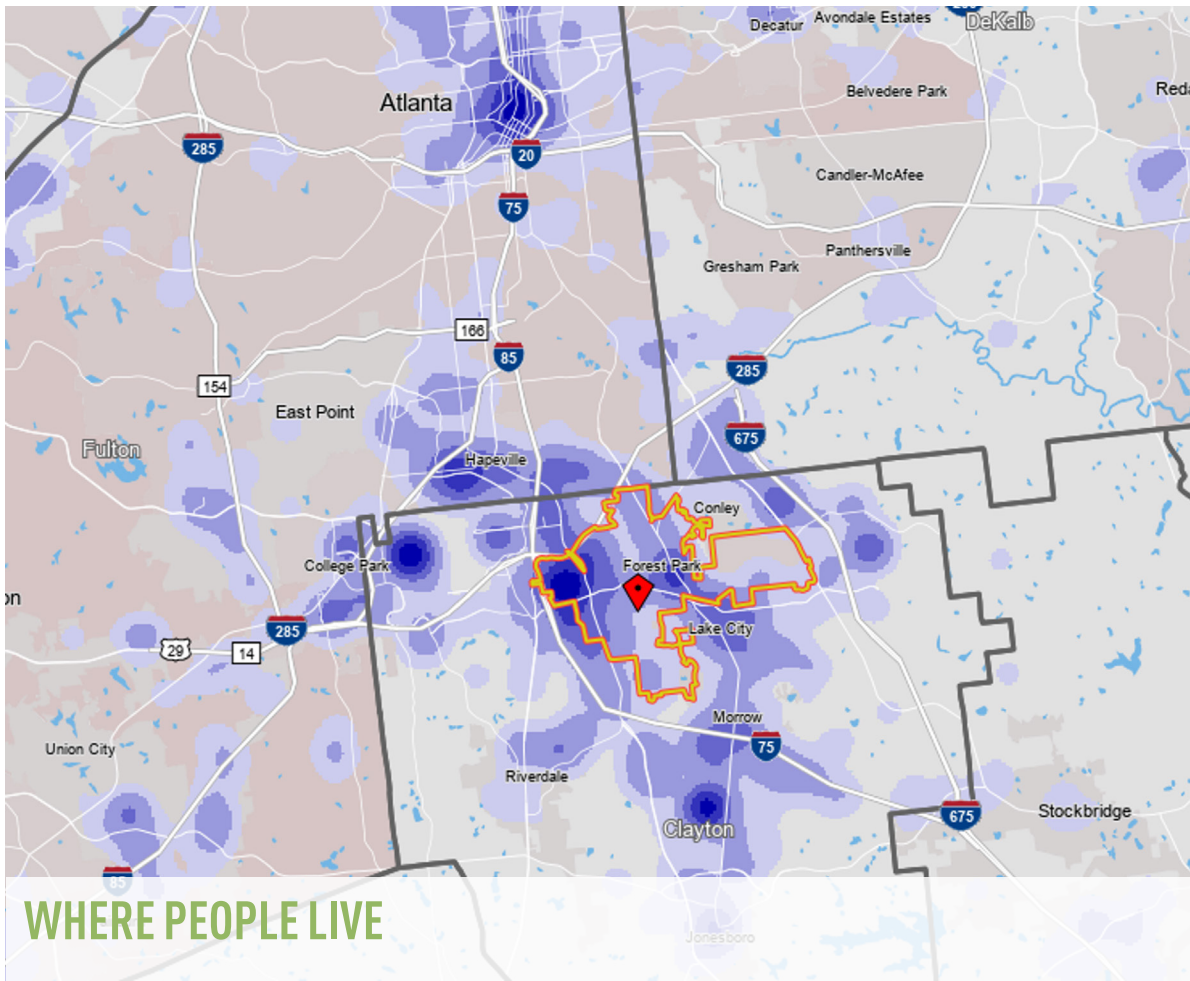 Decatur
Avondale Estates
DeKalb
Atlanta
Belvedere Park
285
20
Candler-McAfee
75
Panthersville
Gresham Park
166
85
285
154
East Point
675
Fulton
Hapeville
Conley
College Park
Forest Park
285
Lake City
29
14
Morrow
75
Union City
Riverdale
675
Stockbridge
Clayton
85
WHERE PEOPLE LIVE
Jonesboro